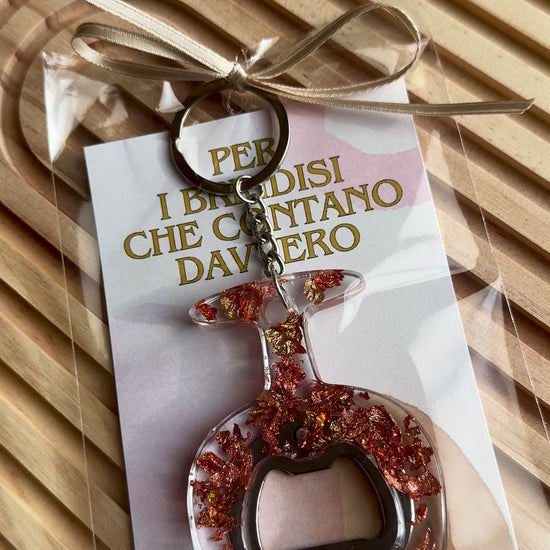 PER
I BRINDISI
CHE CONTANO
DAVVERO